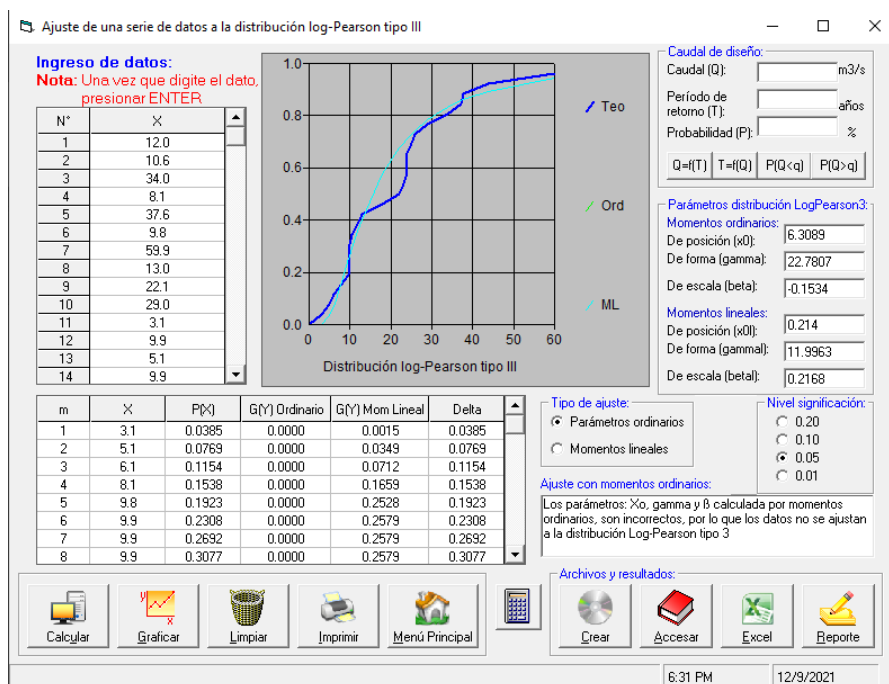 Ajuste de una serie de datos a la distribución log-Pearson tipo III
Ingreso de datos:
Nota: Una vez que digite el dato,
presionar ENTER
N° X
1 12.0
2 10.6
3 34.0
4 8.1
5 37.6
6 9.8
7 59.9
8 13.0
9 22.1
10 29.0
11 3.1
12 9.9
13 5.1
14 9.9
1.0
0.8
0.6
0.4
0.2
0.0
0 10 20 30 40 50 60
Distribución log-Pearson tipo III
Teo
Ord
ML
Caudal de diseño:
Caudal (Q): m3/s
Período de
retorno (T): años
Probabilidad (P): %
Q=f(T) T=f(Q) P(Q<q) P(Q>q)
Parámetros distribución LogPearson3:
Momentos ordinarios:
De posición (x0): 6.3089
De forma (gamma): 22.7807
De escala (beta): -0.1534
Momentos lineales:
De posición (x0l): 0.214
De forma (gammal): 11.9963
De escala (betal): 0.2168
m X P(X) G(Y) Ordinario G(Y) Mom Lineal Delta
1 3.1 0.0385 0.0000 0.0015 0.0385
2 5.1 0.0769 0.0000 0.0349 0.0769
3 6.1 0.1154 0.0000 0.0712 0.1154
4 8.1 0.1538 0.0000 0.1659 0.1538
5 9.8 0.1923 0.0000 0.2528 0.1923
6 9.9 0.2308 0.0000 0.2579 0.2308
7 9.9 0.2692 0.0000 0.2579 0.2692
8 9.9 0.3077 0.0000 0.2579 0.3077
Tipo de ajuste:
Parámetros ordinarios
Momentos lineales
Nivel significación:
0.20
0.10
0.05
0.01
Ajuste con momentos ordinarios:
Los parámetros: Xo, gamma y ß calculada por momentos
ordinarios, son incorrectos, por lo que los datos no se ajustan
a la distribución Log-Pearson tipo 3
Calcular Graficar Limpiar Imprimir Menú Principal
Archivos y resultados:
Crear Accesar Excel Reporte
6:31 PM 12/9/2021